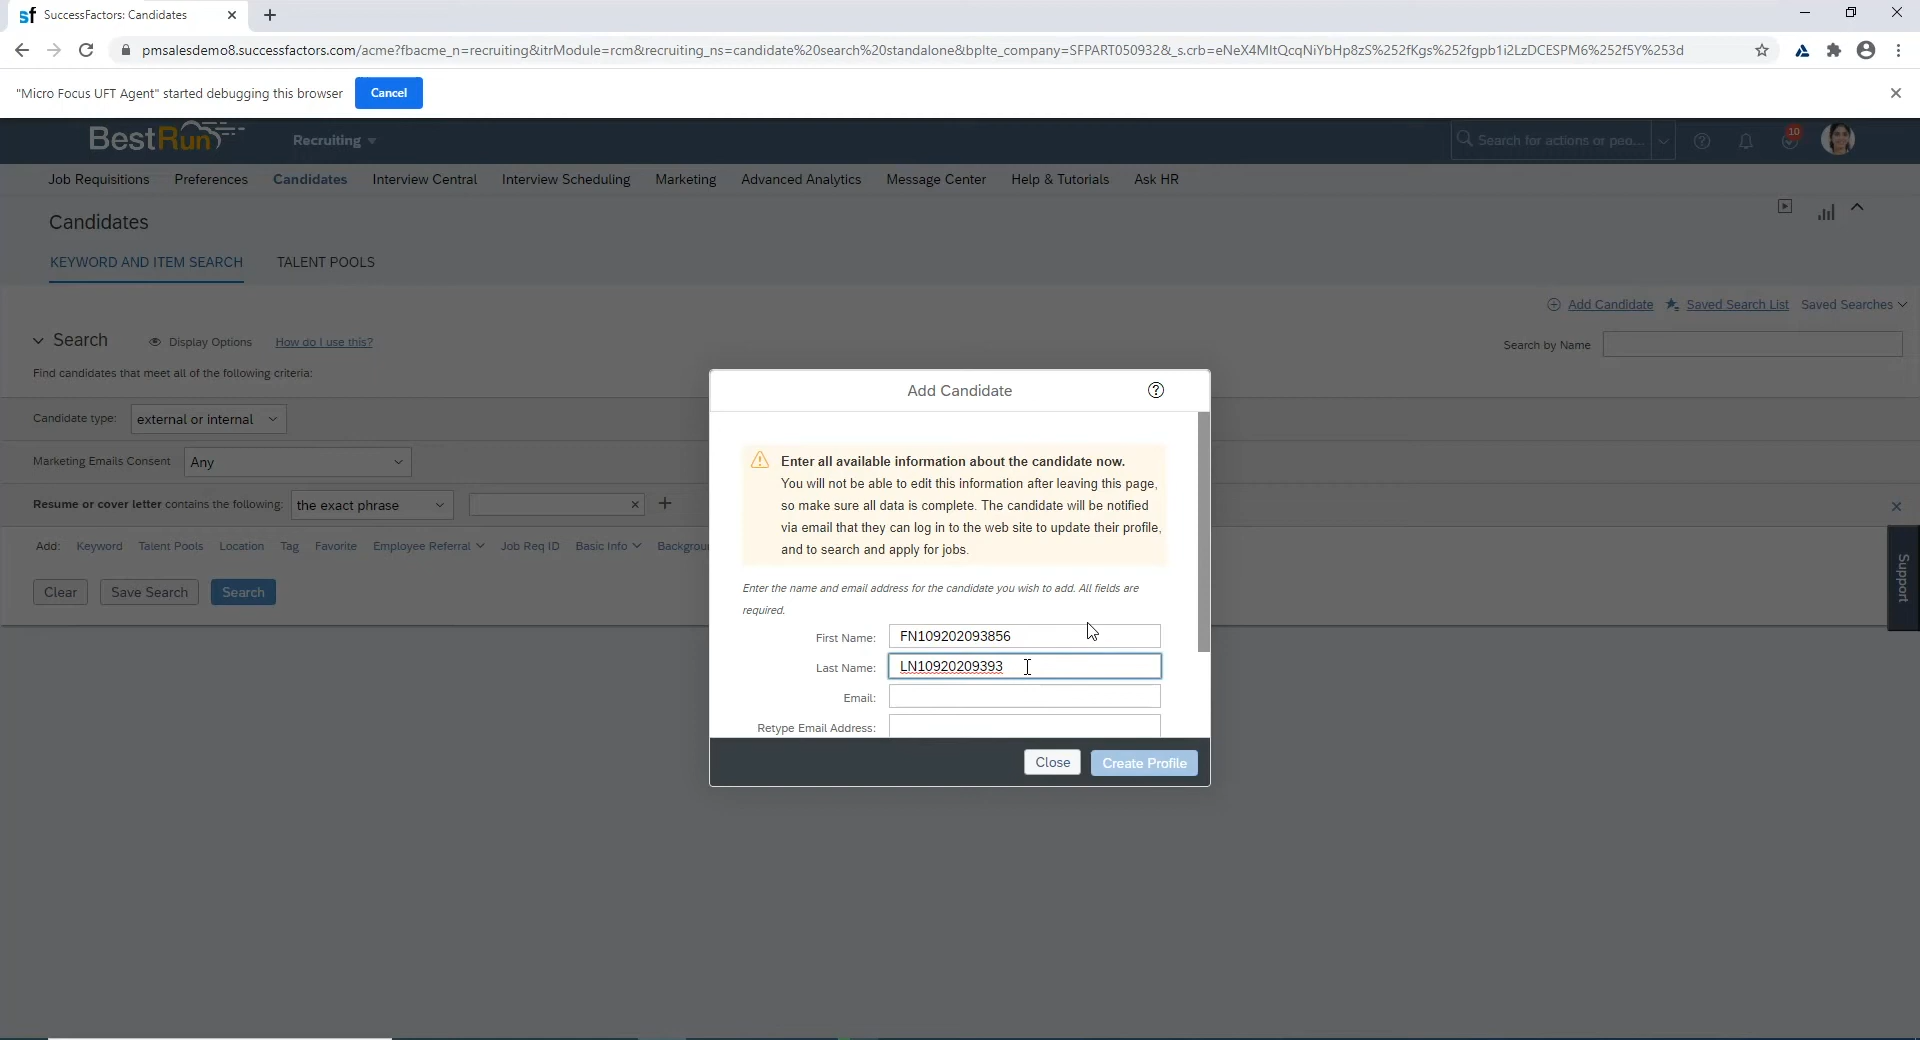 SuccessFactors: Candidates
pmsalesdemo8.successfactors.com/acme?fbacme_n=recruiting&itrModule=rcm&recruiting_ns=candidate%20search%20standalone&bplte_company=SFPART050932&_s.crb=eNeX4MltQcqNiYbHp8zS%252fKgs%252fgpb1i2LzDCESPM6%252f5Y%253d
"Micro Focus UFT Agent" started debugging this browser Cancel
BestRun Recruiting Search for actions or peo... 10
Job Requisitions Preferences Candidates Interview Central Interview Scheduling Marketing Advanced Analytics Message Center Help & Tutorials Ask HR
Candidates
KEYWORD AND ITEM SEARCH TALENT POOLS
Add Candidate Saved Search List Saved Searches
Search Display Options How do I use this? Search by Name
Find candidates that meet all of the following criteria:
Candidate type: external or internal
Marketing Emails Consent Any
Resume or cover letter contains the following: the exact phrase
Add: Keyword Talent Pools Location Tag Favorite Employee Referral Job Req ID Basic Info Backgrou
Clear Save Search Search
Support
Add Candidate
Enter all available information about the candidate now.
You will not be able to edit this information after leaving this page,
so make sure all data is complete. The candidate will be notified
via email that they can log in to the web site to update their profile,
and to search and apply for jobs.
Enter the name and email address for the candidate you wish to add. All fields are
required.
First Name: FN109202093856
Last Name: LN10920209393
Email:
Retype Email Address:
Close Create Profile